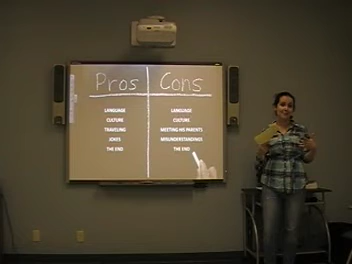 Pros Cons
LANGUAGE LANGUAGE
CULTURE CULTURE
TRAVELING MEETING HIS PARENTS
JOKES MISUNDERSTANDINGS
THE END THE END